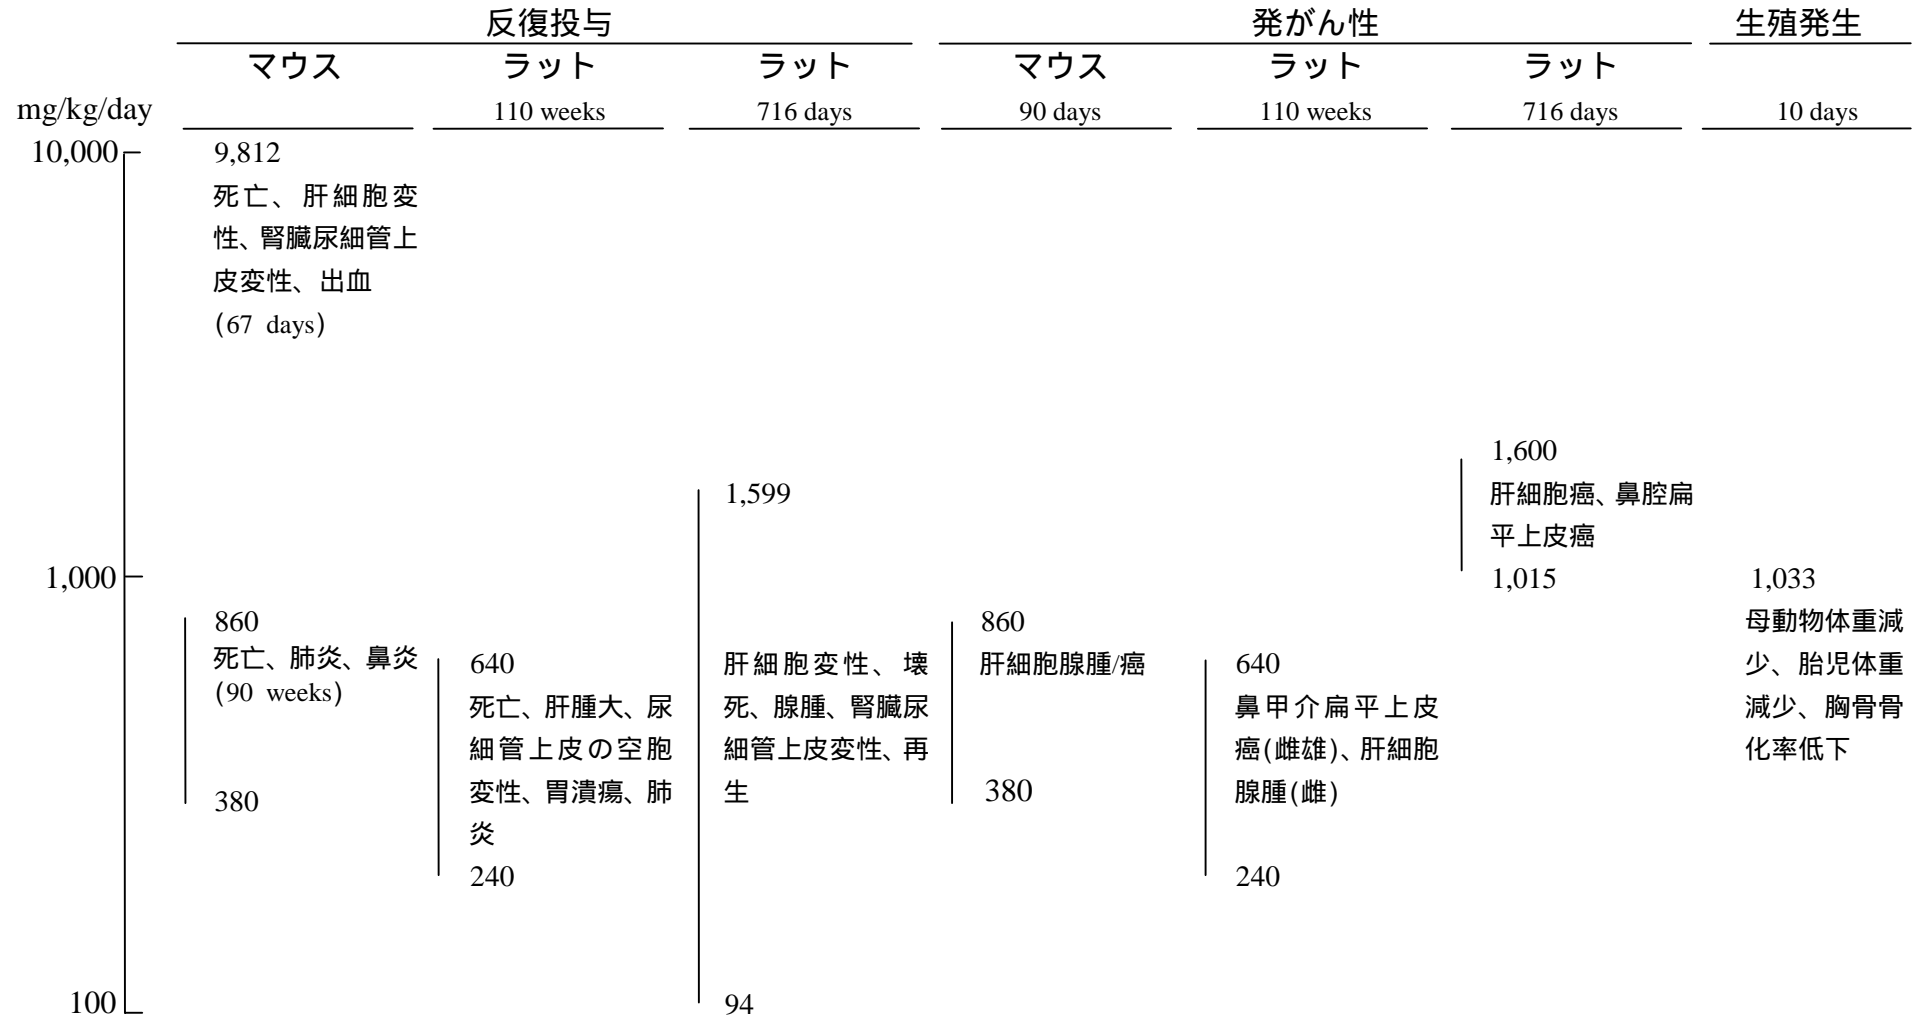 反復投与
発がん性
生殖発生
マウス
ラット
ラット
マウス
ラット
ラット
mg/kg/day
110 weeks
716 days
90 days
110 weeks
716 days
10 days
10,000
1,000
100
9,812
死亡、肝細胞変
性、腎臓尿細管上
皮変性、出血
(67 days)
860
死亡、肺炎、鼻炎
(90 weeks)
380
640
死亡、肝腫大、尿
細管上皮の空胞
変性、胃潰瘍、肺
炎
240
1,599
肝細胞変性、壊
死、腺腫、腎臓尿
細管上皮変性、再
生
94
860
肝細胞腺腫/癌
380
640
鼻甲介扁平上皮
癌(雌雄)、肝細胞
腺腫(雌)
240
1,600
肝細胞癌、鼻腔扁
平上皮癌
1,015
1,033
母動物体重減
少、胎児体重
減少、胸骨骨
化率低下